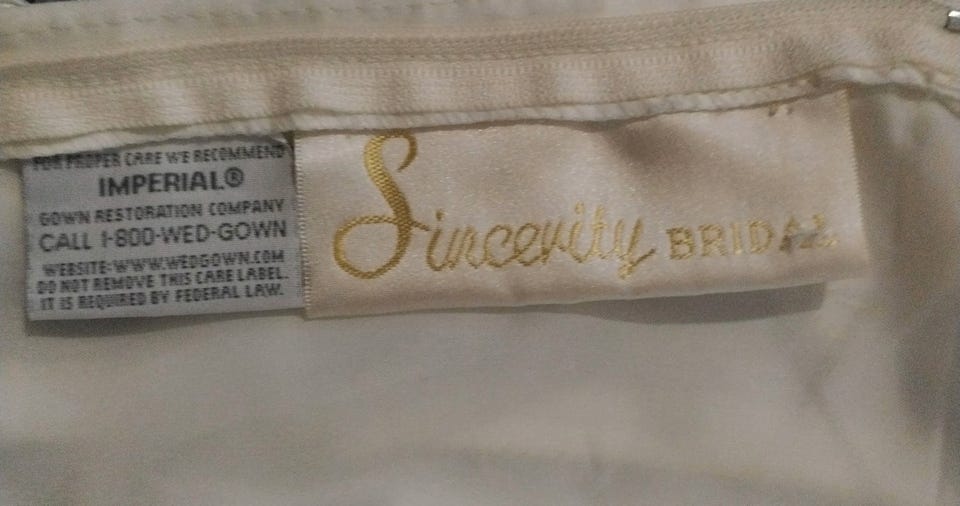 FOR PROPER CARE WE RECOMMEND
IMPERIAL®
GOWN RESTORATION COMPANY
CALL 1-800-WED-GOWN
WEBSITE:WWW.WEDGOWN.COM
DO NOT REMOVE THIS CARE LABEL.
IT IS REQUIRED BY FEDERAL LAW.
Sincerity BRIDAL